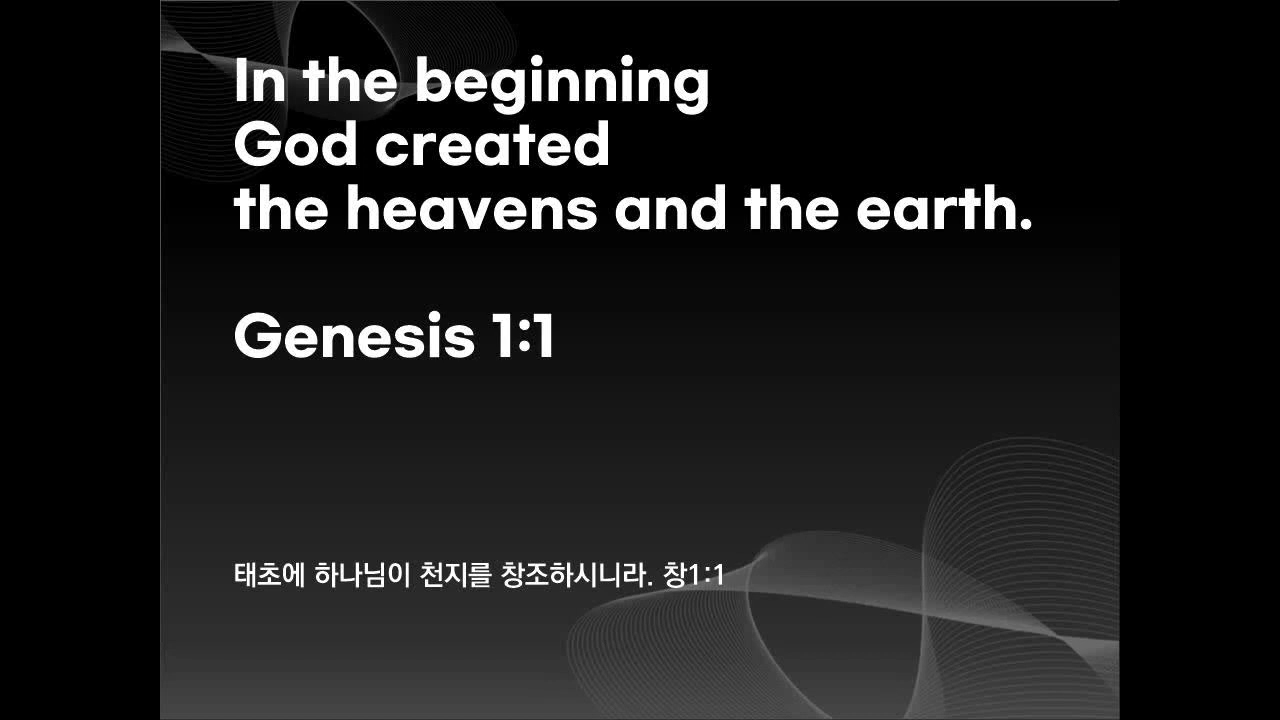 In the beginning
God created
the heavens and the earth.
Genesis 1:1
태초에 하나님이 천지를 창조하시니라. 창1:1